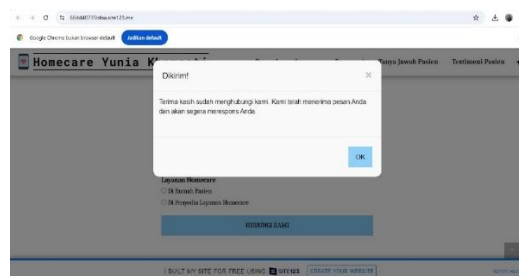 Google Chrome bukan browser default
Jadikan default
Homecare Yunia
Tanya Jawab Pasien
Testimoni Pasien
Dikirim!
Terima kasih sudah menghubungi kami. Kami telah menerima pesan Anda
dan akan segera merespons Anda.
OK
Layanan Homecare
Di Rumah Pasien
Di Penyedia Layanan Homecare
HUBUNGI KAMI
I BUILT MY SITE FOR FREE USING SITE123
CREATE YOUR WEBSITE